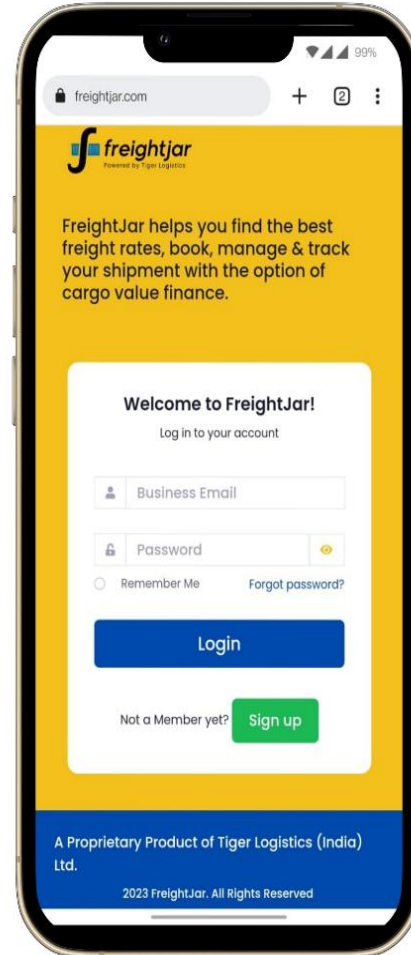 99%
freightjar.com
2
freightjar
Powered by Tiger Logistics
FreightJar helps you find the best
freight rates, book, manage & track
your shipment with the option of
cargo value finance.
Welcome to FreightJar!
Log in to your account
Business Email
Password
Remember Me Forgot password?
Login
Not a Member yet? Sign up
A Proprietary Product of Tiger Logistics (India)
Ltd.
2023 FreightJar. All Rights Reserved